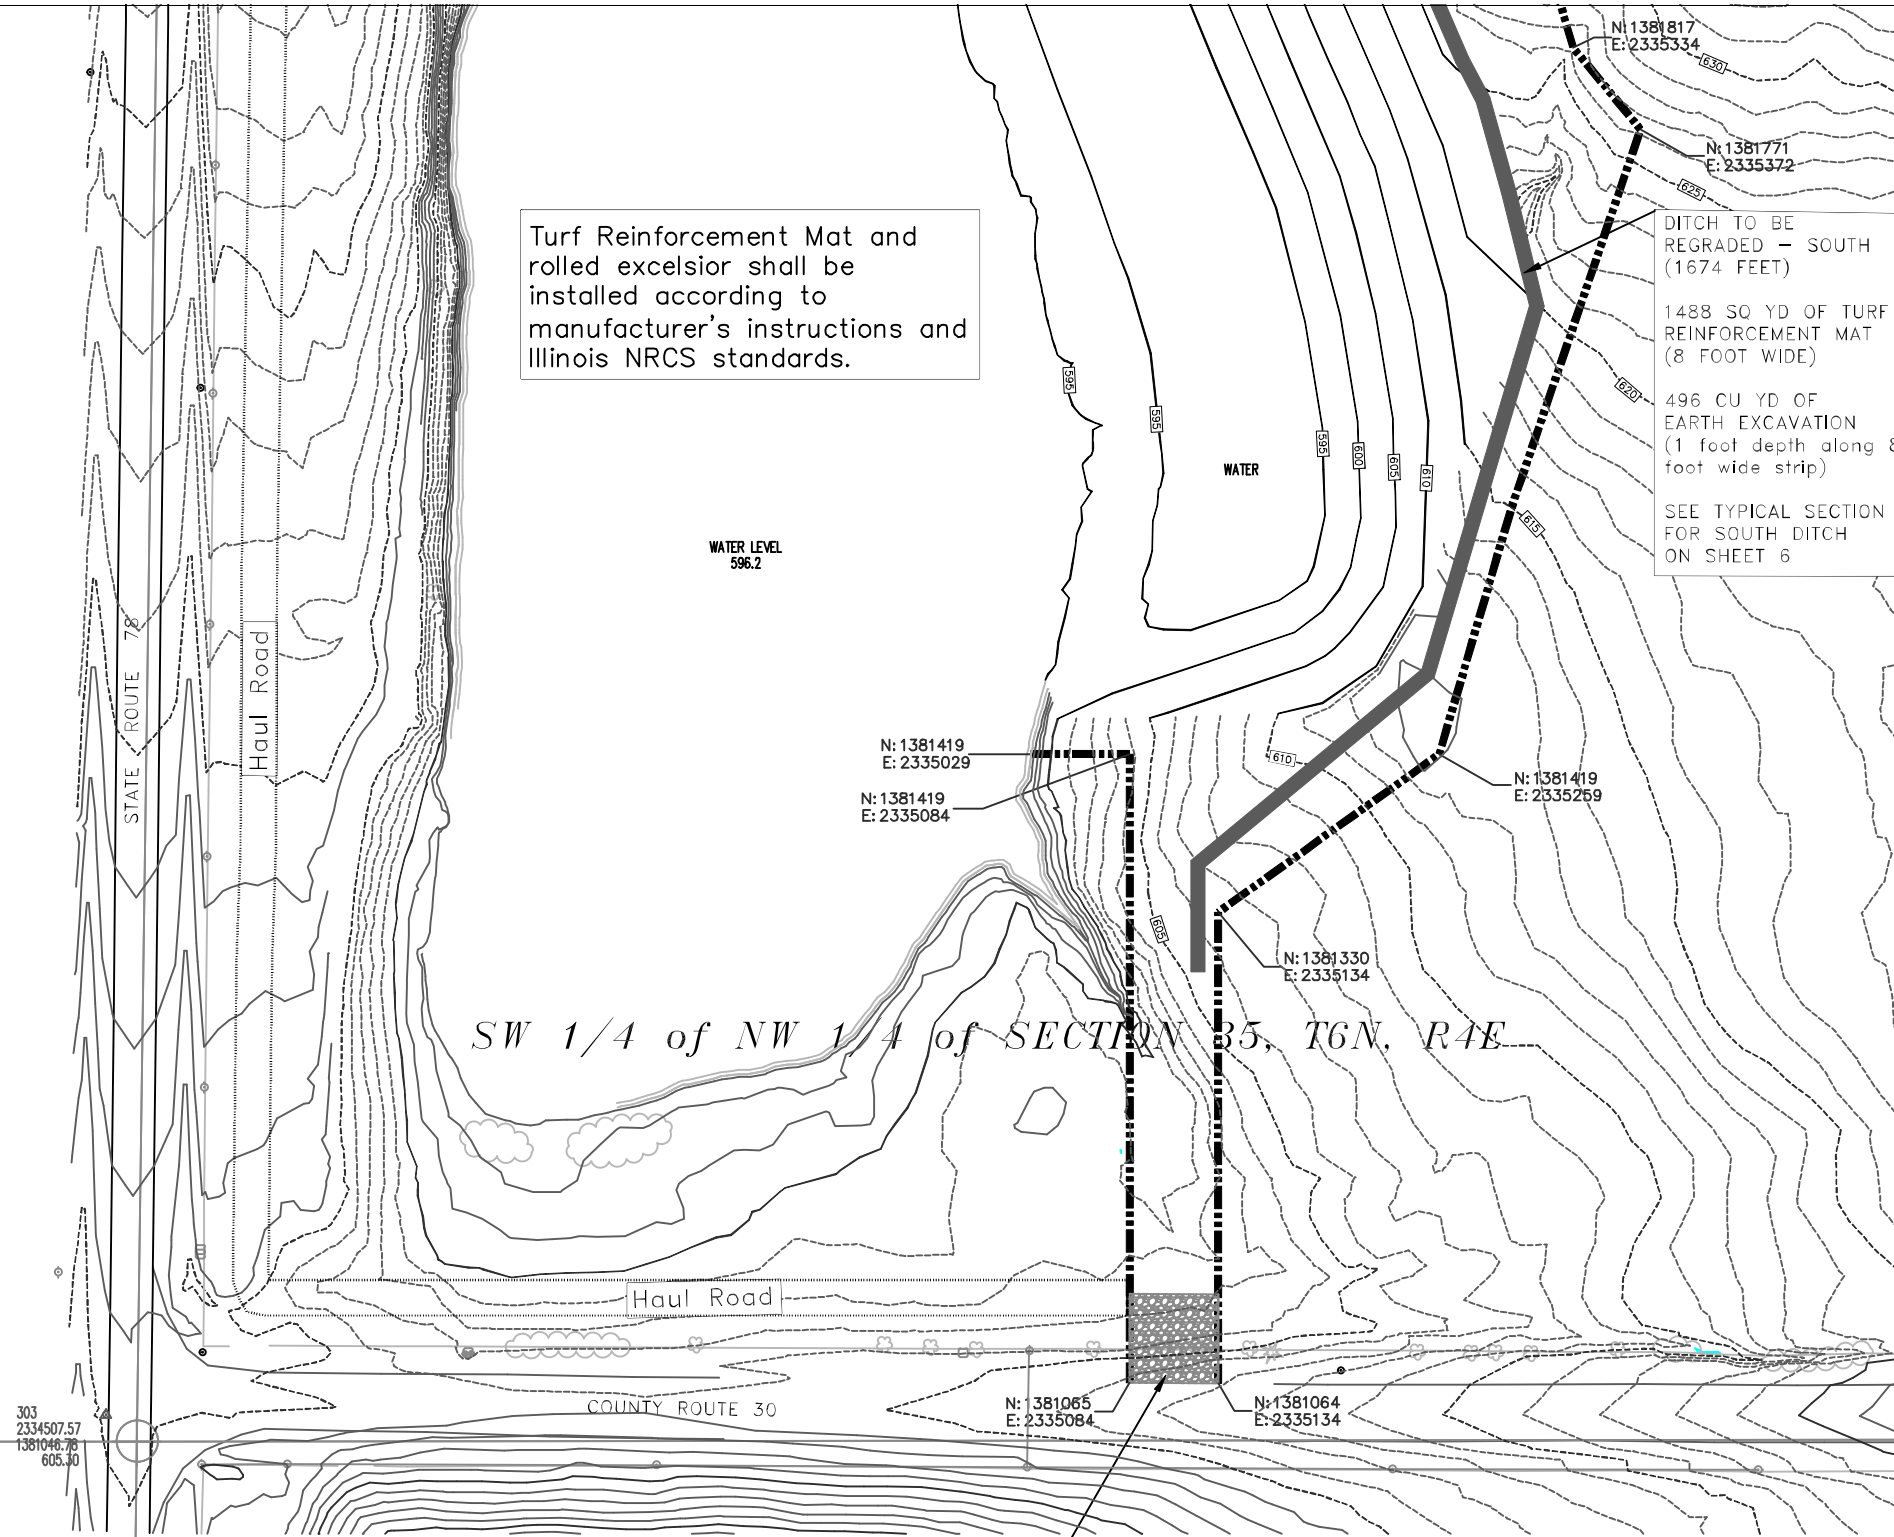 N: 1381817
E: 2335334
630
N: 1381771
E: 2335372
625
DITCH TO BE
REGRADED – SOUTH
(1674 FEET)
1488 SQ YD OF TURF
REINFORCEMENT MAT
(8 FOOT WIDE)
496 CU YD OF
EARTH EXCAVATION
(1 foot depth along 8
foot wide strip)
SEE TYPICAL SECTION
FOR SOUTH DITCH
ON SHEET 6
Turf Reinforcement Mat and
rolled excelsior shall be
installed according to
manufacturer's instructions and
Illinois NRCS standards.
595
595
595
600
605
610
620
615
WATER
WATER LEVEL
596.2
STATE ROUTE 78
Haul Road
N: 1381419
E: 2335029
N: 1381419
E: 2335084
610
N: 1381419
E: 2335259
605
N: 1381330
E: 2335134
SW 1/4 of NW 1 4 of SECTION 35, T6N, R4E
Haul Road
N: 1381065
E: 2335084
N: 1381064
E: 2335134
COUNTY ROUTE 30
303
2334507.57
1381046.78
605.30